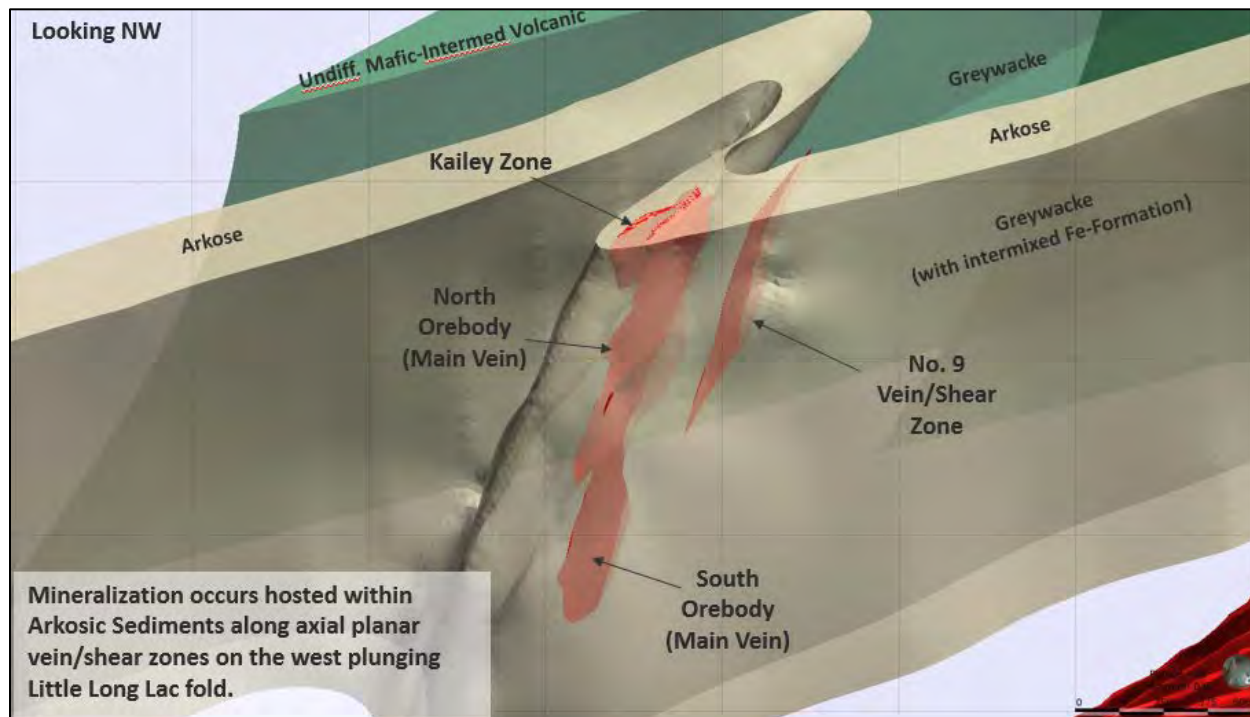 Looking NW
Undiff. Mafic-Intermed Volcanic
Greywacke
Arkose
Kailey Zone
Arkose
Greywacke
(with intermixed Fe-Formation)
North
Orebody
(Main Vein)
No. 9
Vein/Shear
Zone
South
Orebody
(Main Vein)
Mineralization occurs hosted within
Arkosic Sediments along axial planar
vein/shear zones on the west plunging
Little Long Lac fold.
0